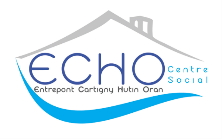 ECHO
Centre
Social
Entrepont Cartigny Hutin Oran